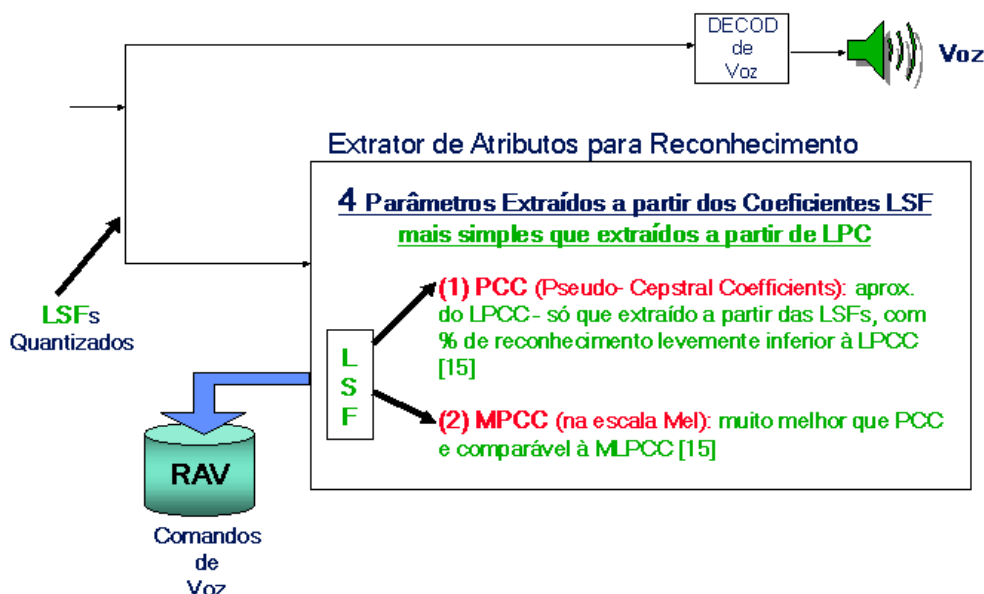 DECOD
de
Voz
Voz
Extrator de Atributos para Reconhecimento
4 Parâmetros Extraídos a partir dos Coeficientes LSF
mais simples que extraídos a partir de LPC
(1) PCC (Pseudo- Cepstral Coefficients): aprox.
do LPCC - só que extraído a partir das LSFs, com
% de reconhecimento levemente inferior à LPCC
[15]
LSFs
Quantizados
L
S
F
(2) MPCC (na escala Mel): muito melhor que PCC
e comparável à MLPCC [15]
RAV
Comandos
de
Voz